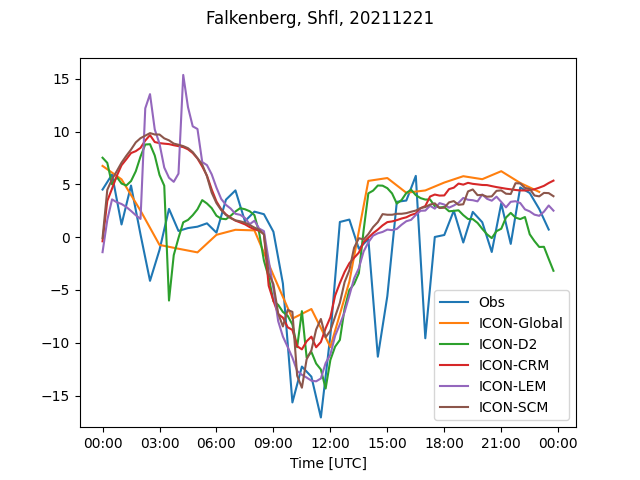 Falkenberg, Shfl, 20211221
15
10
5
0
−5
−10
−15
Obs
ICON-Global
ICON-D2
ICON-CRM
ICON-LEM
ICON-SCM
00:00 03:00 06:00 09:00 12:00 15:00 18:00 21:00 00:00
Time [UTC]